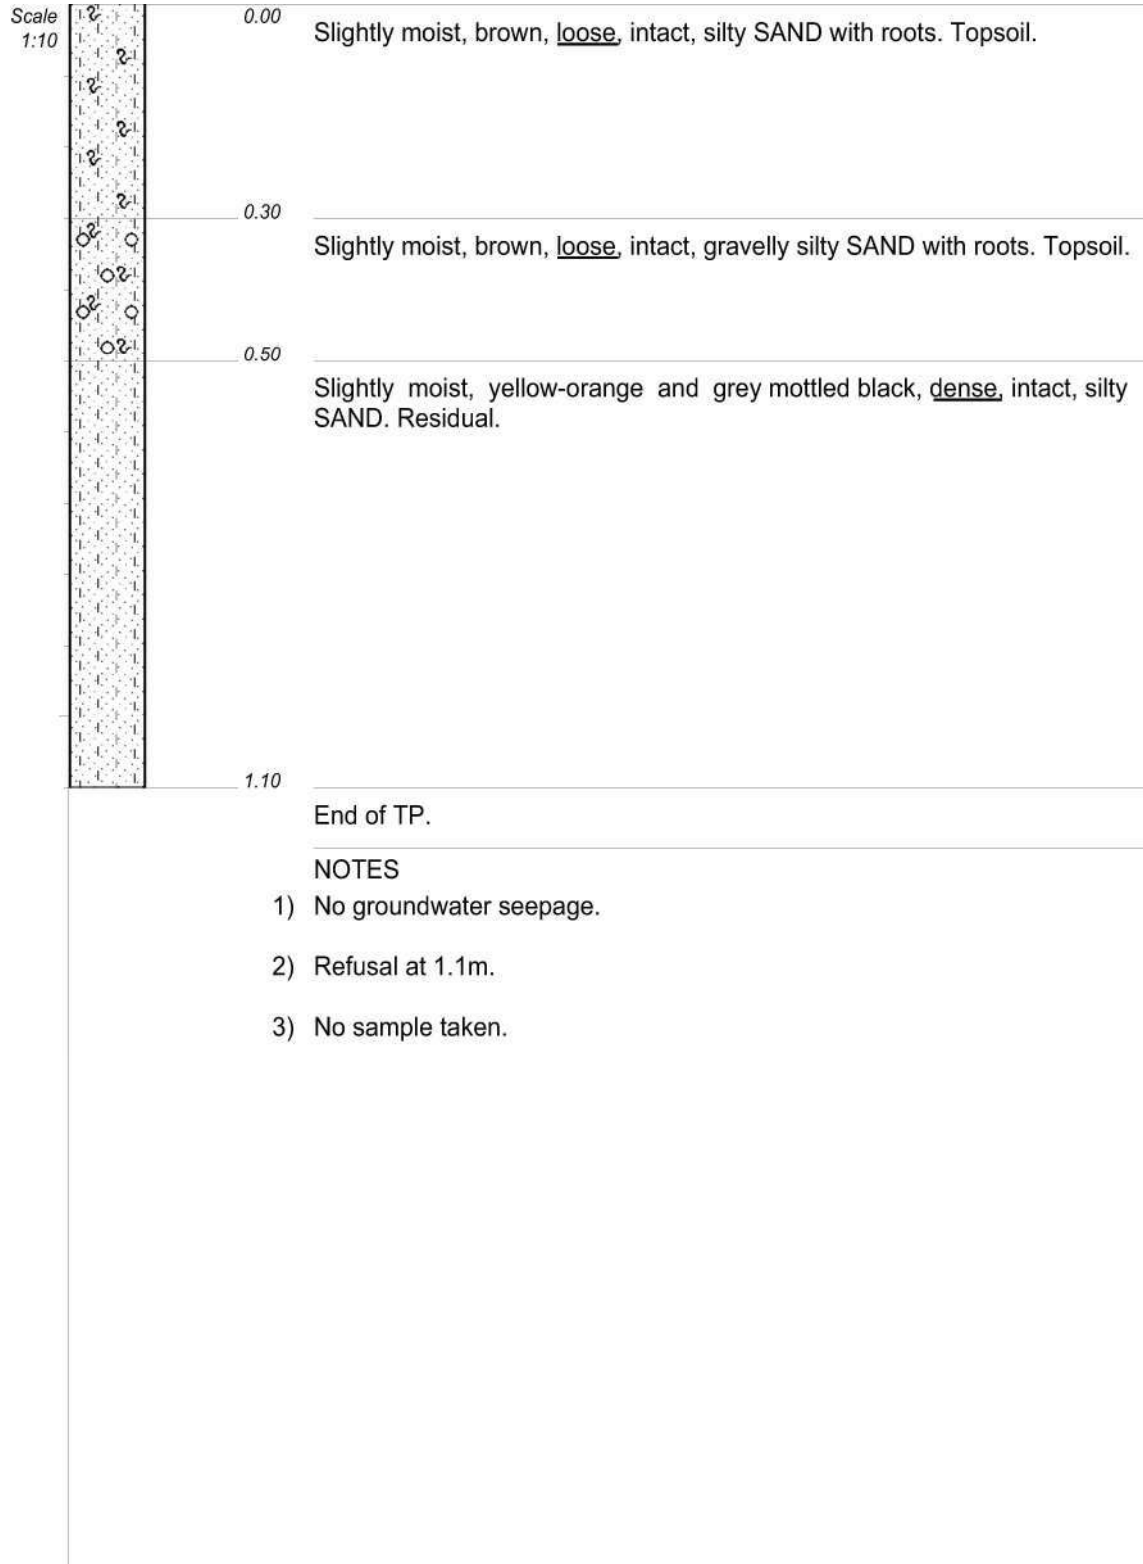 Scale
1:10
0.00
Slightly moist, brown, loose, intact, silty SAND with roots. Topsoil.
0.30
Slightly moist, brown, loose, intact, gravelly silty SAND with roots. Topsoil.
0.50
Slightly moist, yellow-orange and grey mottled black, dense, intact, silty
SAND. Residual.
1.10
End of TP.
NOTES
1) No groundwater seepage.
2) Refusal at 1.1m.
3) No sample taken.